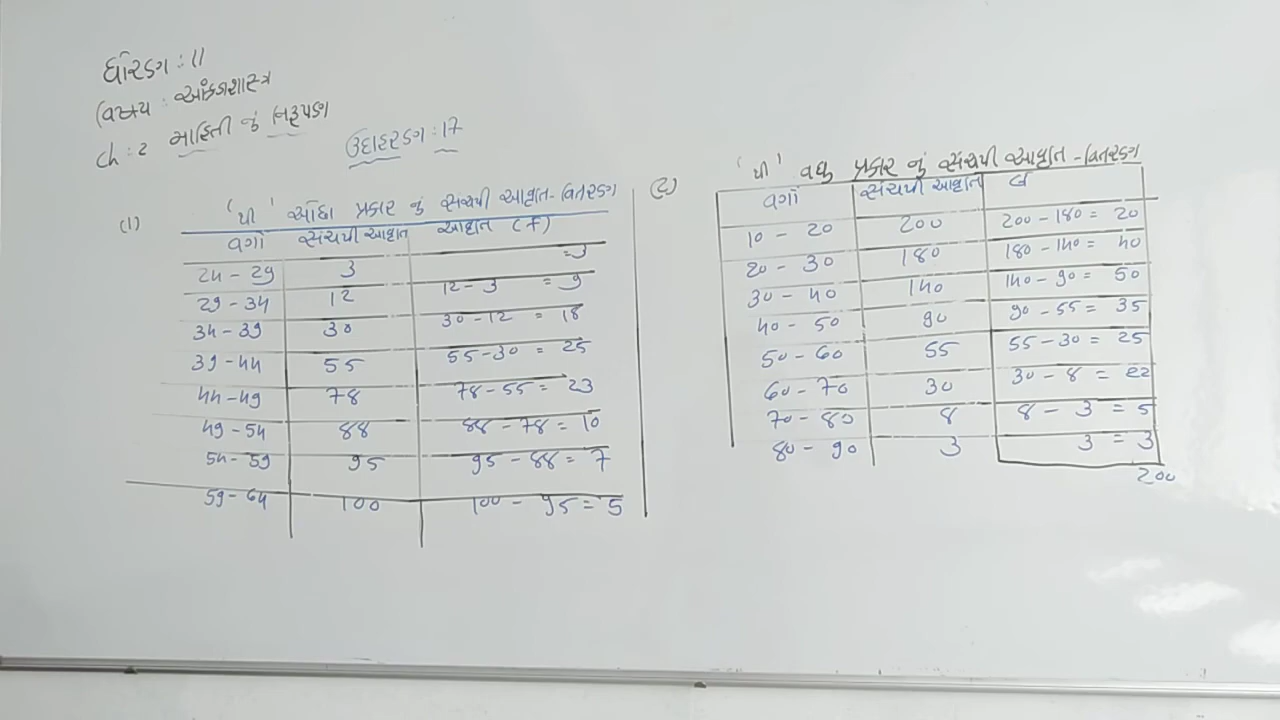 ધોરણ : 11
વિષય : આંકડાશાસ્ત્ર
Ch : 2 માહિતી નું નિરૂપણ
ઉદાહરણ : 17
(1) 'થી' ઓછા પ્રકાર નું સંચયી આવૃત્તિ-વિતરણ
વર્ગો સંચયી આવૃત્તિ આવૃત્તિ (f)
24 - 29 3 =3
29 - 34 12 12 - 3 = 9
34 - 39 30 30 - 12 = 18
39 - 44 55 55 - 30 = 25
44 - 49 78 78 - 55 = 23
49 - 54 88 88 - 78 = 10
54 - 59 95 95 - 88 = 7
59 - 64 100 100 - 95 = 5
(2) 'થી' વધુ પ્રકાર નું સંચયી આવૃત્તિ-વિતરણ
વર્ગો સંચયી આવૃત્તિ
10 - 20 200 200 - 180 = 20
20 - 30 180 180 - 140 = 40
30 - 40 140 140 - 90 = 50
40 - 50 90 90 - 55 = 35
50 - 60 55 55 - 30 = 25
60 - 70 30 30 - 8 = 22
70 - 80 8 8 - 3 = 5
80 - 90 3 3 = 3
200